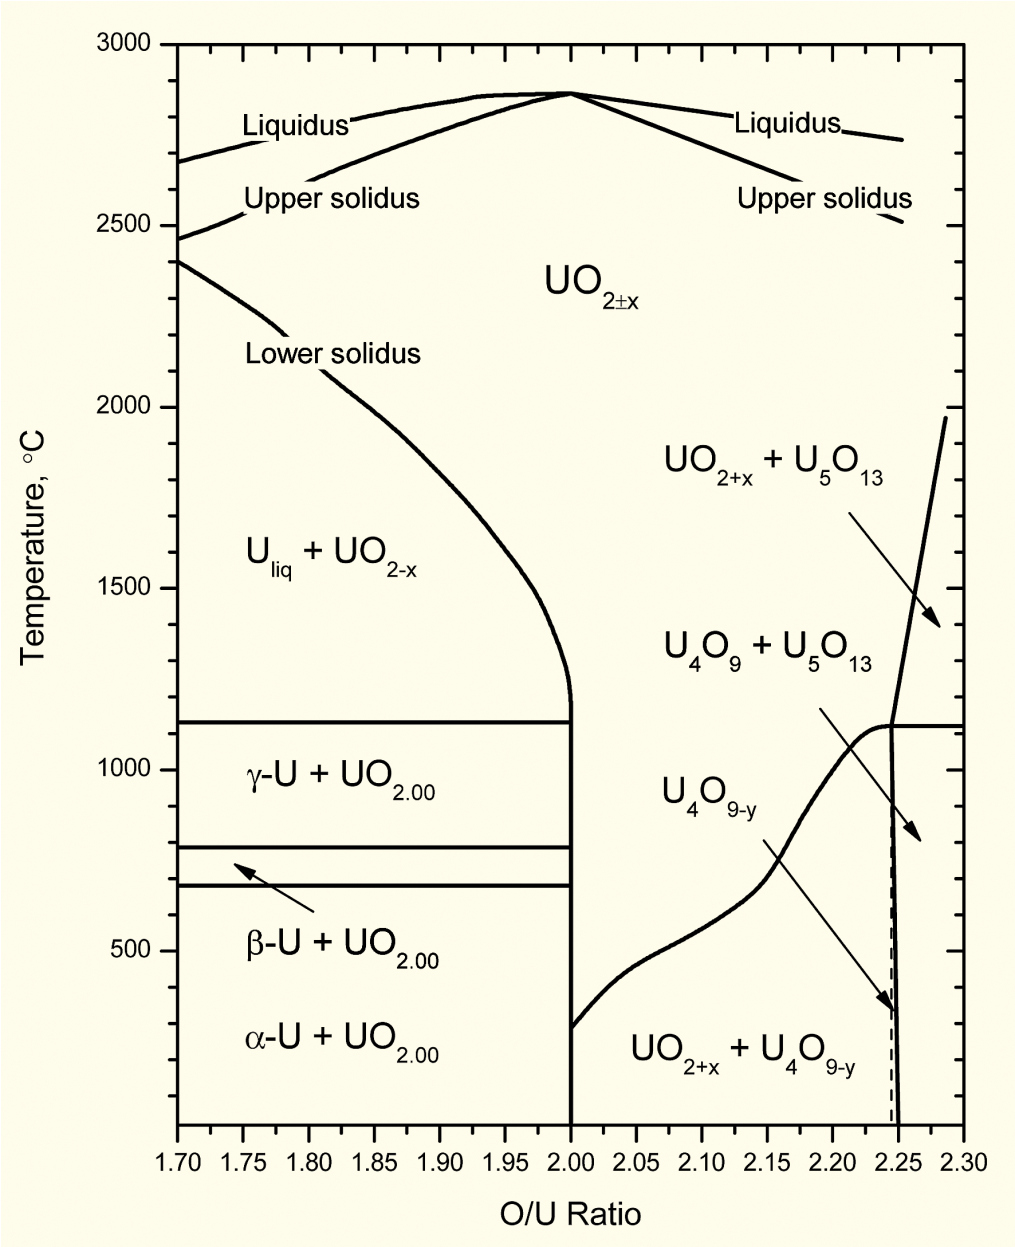 3000
Liquidus
Liquidus
Upper solidus
Upper solidus
2500
UO2±x
Lower solidus
2000
UO2+x + U5O13
Temperature, °C
Uliq + UO2-x
1500
U4O9 + U5O13
1000
γ-U + UO2.00
U4O9-y
500
β-U + UO2.00
α-U + UO2.00
UO2+x + U4O9-y
1.70 1.75 1.80 1.85 1.90 1.95 2.00 2.05 2.10 2.15 2.20 2.25 2.30
O/U Ratio